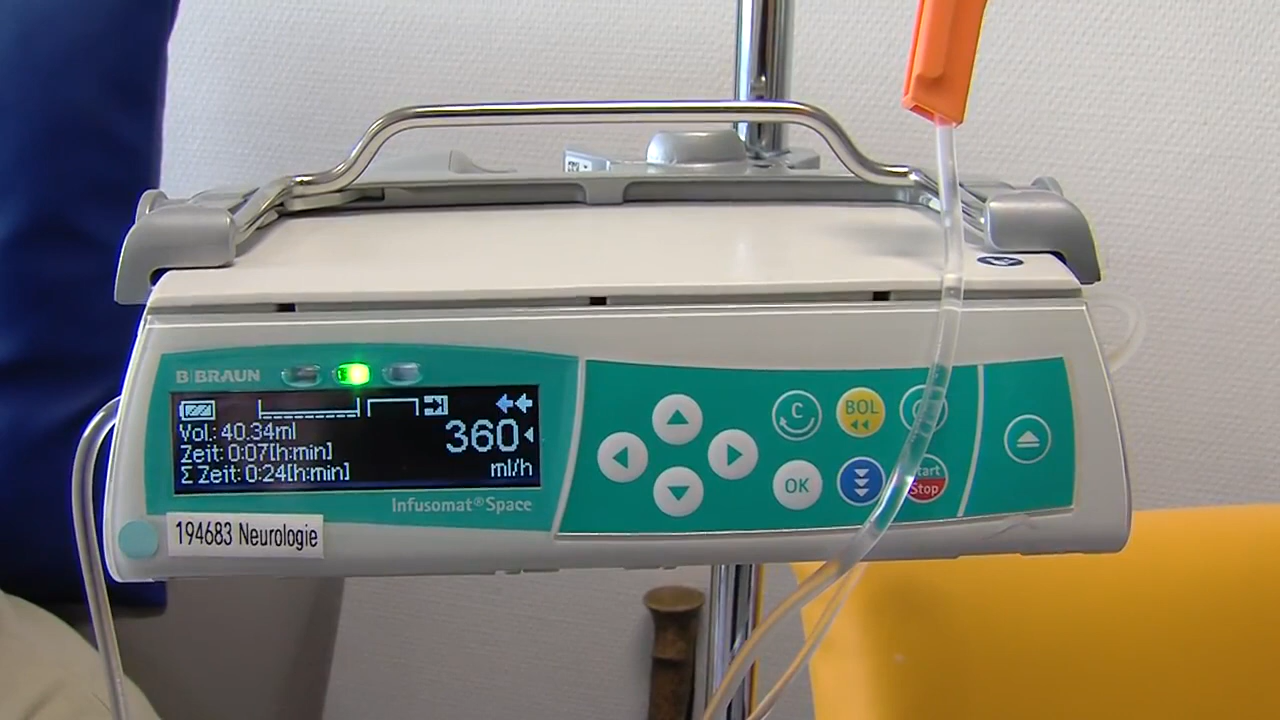 B|BRAUN
Vol.: 40.34ml
Zeit: 0:07[h:min]
Σ Zeit: 0:24[h:min]
360
ml/h
Infusomat®Space
194683 Neurologie
C
BOL
OK
Start
Stop